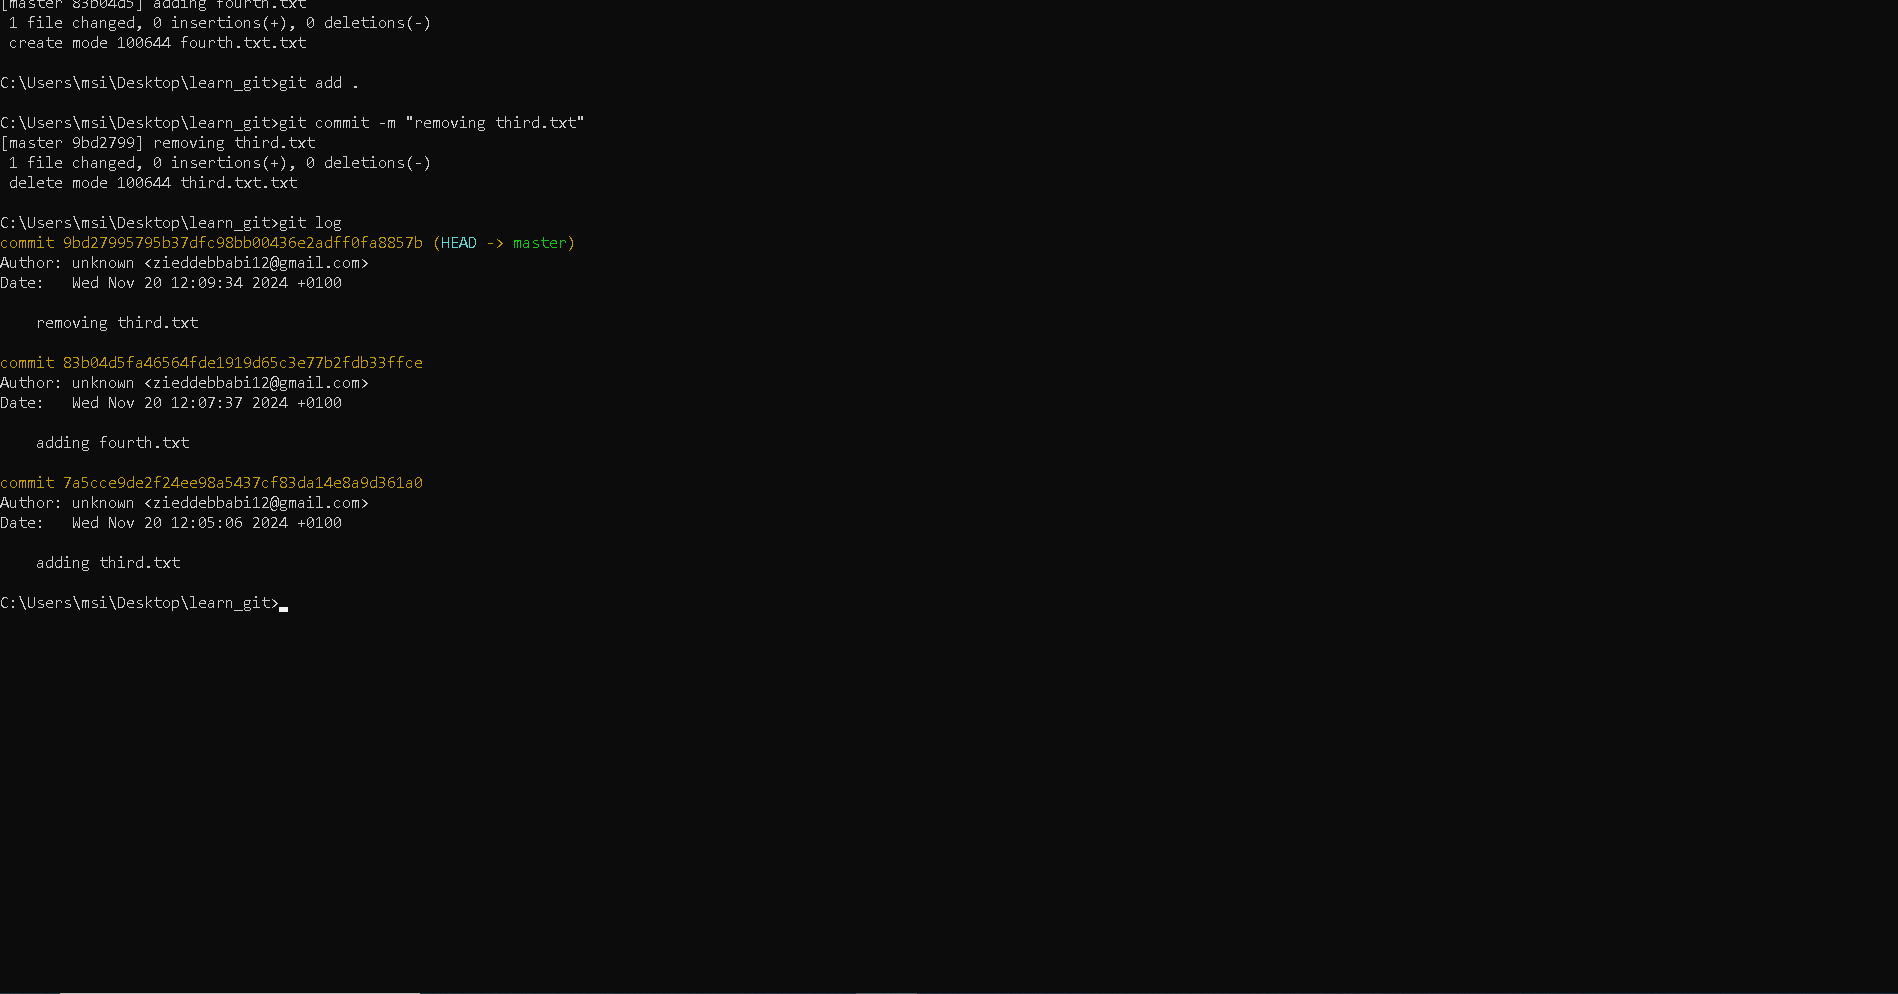 [master 83b04d5] adding fourth.txt
 1 file changed, 0 insertions(+), 0 deletions(-)
 create mode 100644 fourth.txt.txt
C:\Users\msi\Desktop\learn_git>git add .
C:\Users\msi\Desktop\learn_git>git commit -m "removing third.txt"
[master 9bd2799] removing third.txt
 1 file changed, 0 insertions(+), 0 deletions(-)
 delete mode 100644 third.txt.txt
C:\Users\msi\Desktop\learn_git>git log
commit 9bd27995795b37dfc98bb00436e2adff0fa8857b (HEAD -> master)
Author: unknown <zieddebbabi12@gmail.com>
Date:   Wed Nov 20 12:09:34 2024 +0100
    removing third.txt
commit 83b04d5fa46564fde1919d65c3e77b2fdb33ffce
Author: unknown <zieddebbabi12@gmail.com>
Date:   Wed Nov 20 12:07:37 2024 +0100
    adding fourth.txt
commit 7a5cce9de2f24ee98a5437cf83da14e8a9d361a0
Author: unknown <zieddebbabi12@gmail.com>
Date:   Wed Nov 20 12:05:06 2024 +0100
    adding third.txt
C:\Users\msi\Desktop\learn_git>